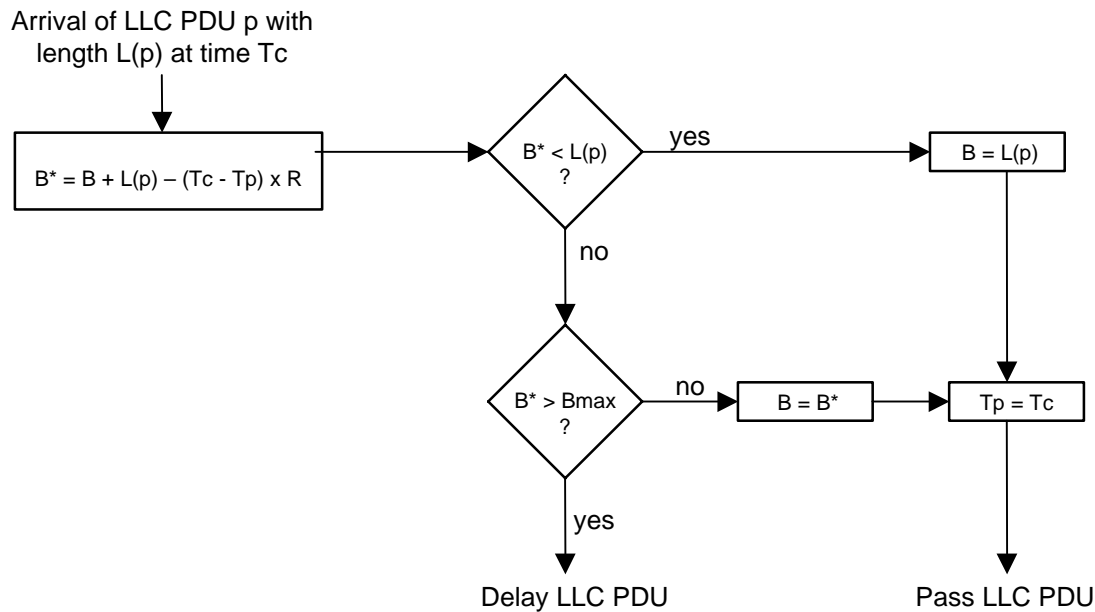 Arrival of LLC PDU p with
length L(p) at time Tc
B* = B + L(p) – (Tc - Tp) x R
B* < L(p)
?
yes
B = L(p)
no
B* > Bmax
?
no
B = B*
Tp = Tc
yes
Delay LLC PDU
Pass LLC PDU